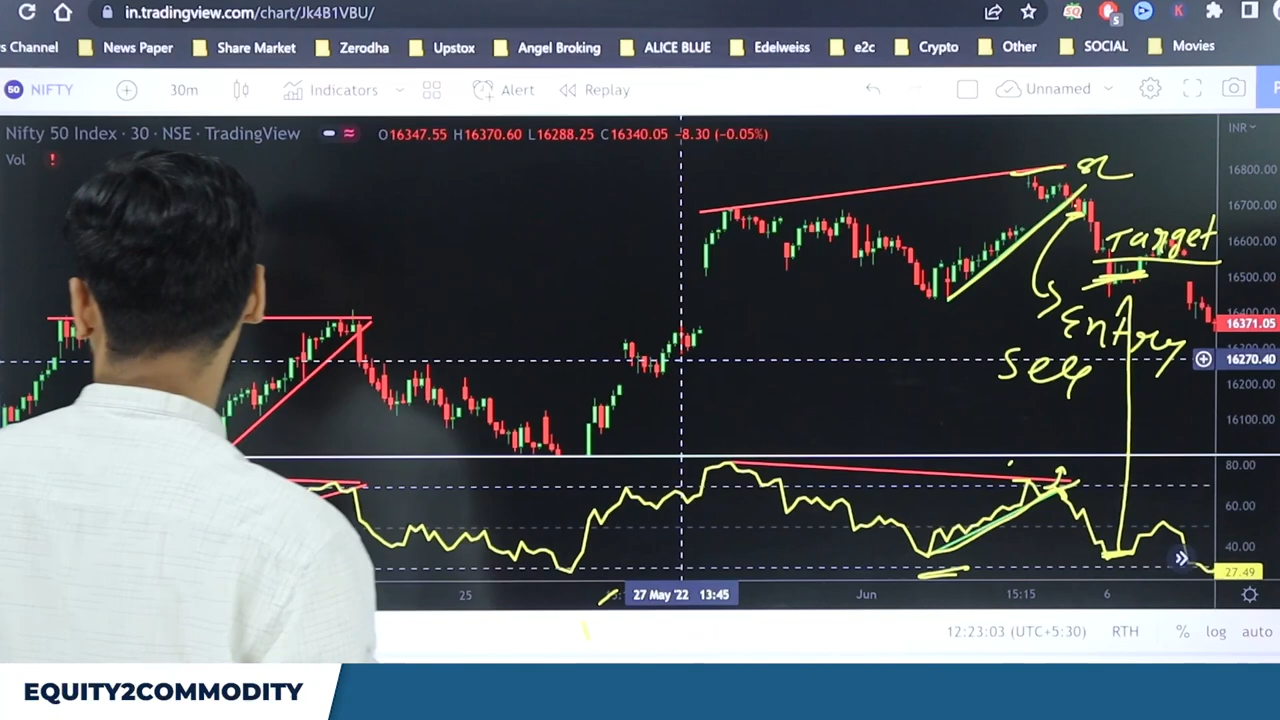 in.tradingview.com/chart/Jk4B1VBU/
s Channel News Paper Share Market Zerodha Upstox Angel Broking ALICE BLUE Edelweiss e2c Crypto Other SOCIAL Movies
50 NIFTY 30m Indicators Alert Replay Unnamed P
Nifty 50 Index · 30 · NSE · TradingView O16347.55 H16370.60 L16288.25 C16340.05 −8.30 (−0.05%)
INR
Vol !
16800.00
SL
16700.00
Target
16600.00
16500.00
16400.00
16371.05
Entry
16270.40
Sell
16200.00
16100.00
80.00
60.00
40.00
27.49
25 27 May '22 13:45 Jun 15:15 6
12:23:03 (UTC+5:30) RTH % log auto
EQUITY2COMMODITY